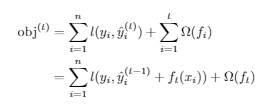 obj^{(t)} = \sum_{i=1}^{n} l(y_i, \hat{y}_i^{(t)}) + \sum_{i=1}^{t} \Omega(f_i)
= \sum_{i=1}^{n} l(y_i, \hat{y}_i^{(t-1)} + f_t(x_i)) + \Omega(f_t)